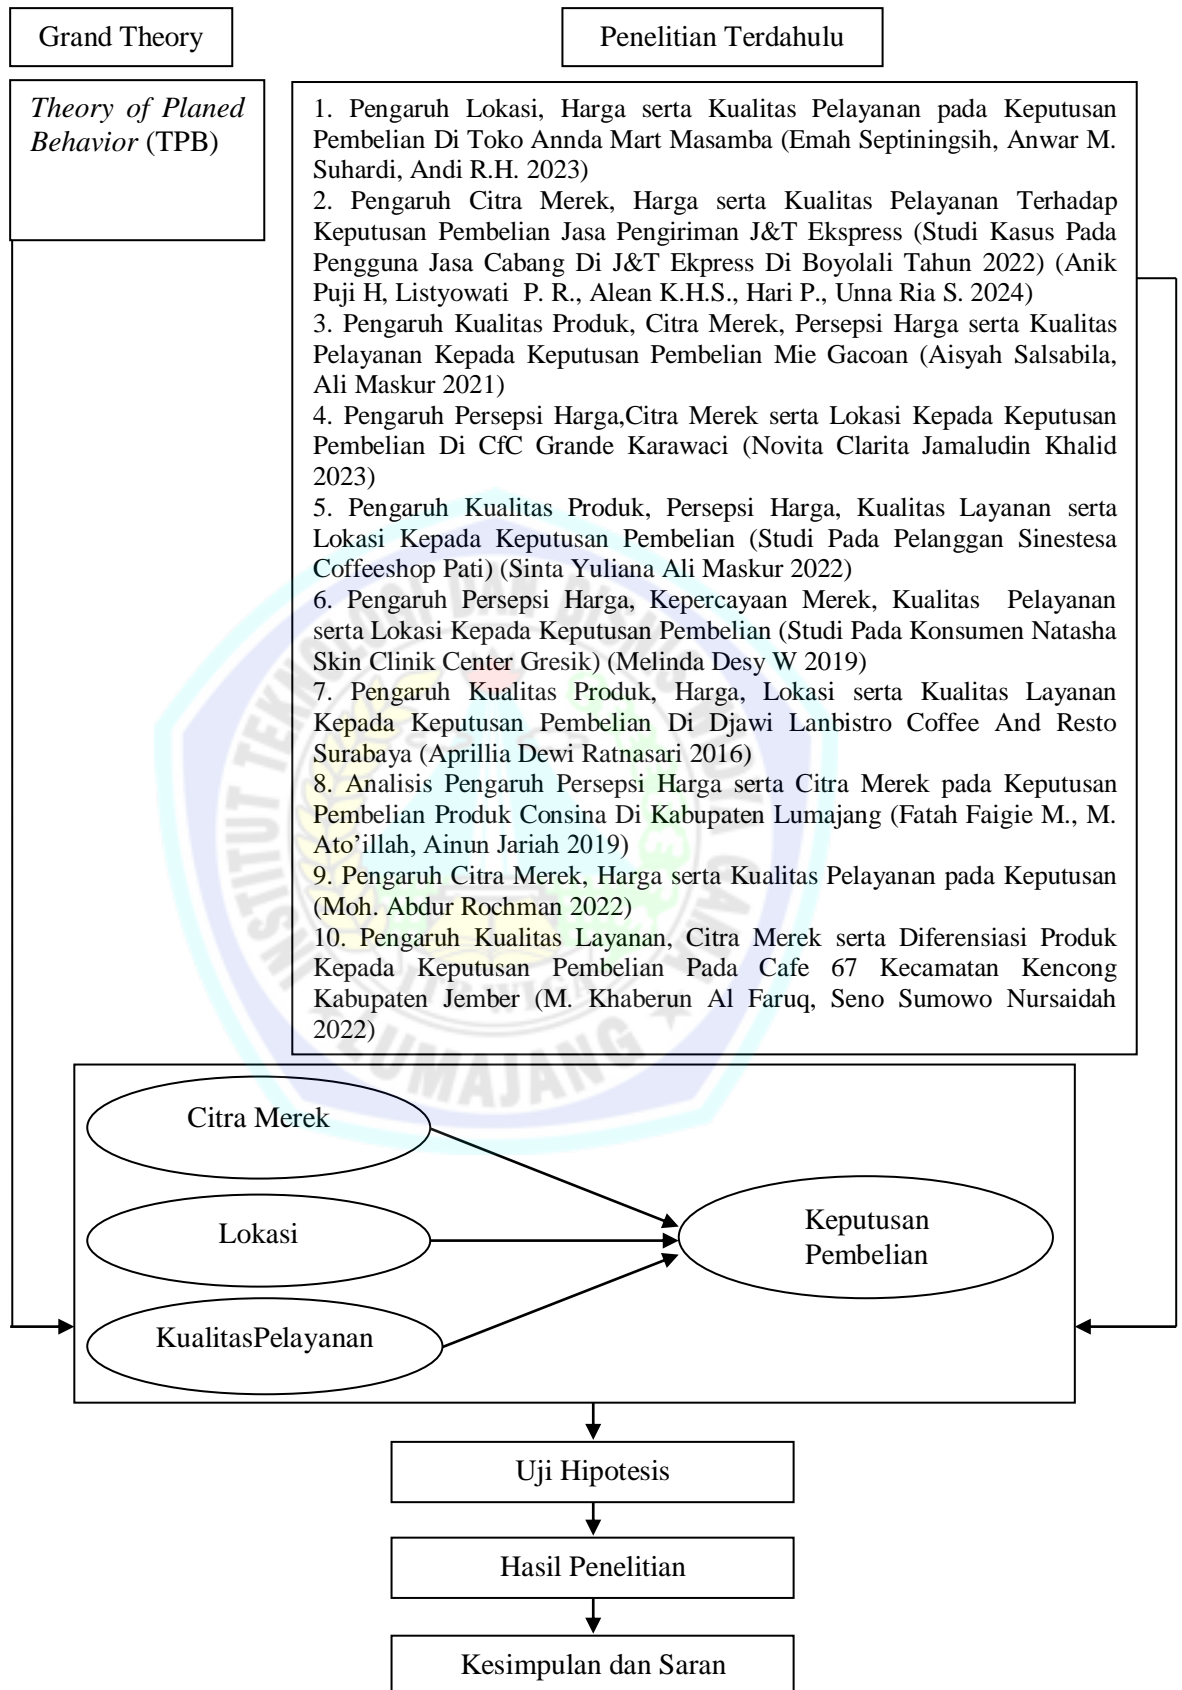 Grand Theory
Penelitian Terdahulu
Theory of Planed
Behavior (TPB)
1. Pengaruh Lokasi, Harga serta Kualitas Pelayanan pada Keputusan
Pembelian Di Toko Annda Mart Masamba (Emah Septiningsih, Anwar M.
Suhardi, Andi R.H. 2023)
2. Pengaruh Citra Merek, Harga serta Kualitas Pelayanan Terhadap
Keputusan Pembelian Jasa Pengiriman J&T Ekspress (Studi Kasus Pada
Pengguna Jasa Cabang Di J&T Ekpress Di Boyolali Tahun 2022) (Anik
Puji H, Listyowati P. R., Alean K.H.S., Hari P., Unna Ria S. 2024)
3. Pengaruh Kualitas Produk, Citra Merek, Persepsi Harga serta Kualitas
Pelayanan Kepada Keputusan Pembelian Mie Gacoan (Aisyah Salsabila,
Ali Maskur 2021)
4. Pengaruh Persepsi Harga,Citra Merek serta Lokasi Kepada Keputusan
Pembelian Di CfC Grande Karawaci (Novita Clarita Jamaludin Khalid
2023)
5. Pengaruh Kualitas Produk, Persepsi Harga, Kualitas Layanan serta
Lokasi Kepada Keputusan Pembelian (Studi Pada Pelanggan Sinestesa
Coffeeshop Pati) (Sinta Yuliana Ali Maskur 2022)
6. Pengaruh Persepsi Harga, Kepercayaan Merek, Kualitas Pelayanan
serta Lokasi Kepada Keputusan Pembelian (Studi Pada Konsumen Natasha
Skin Clinik Center Gresik) (Melinda Desy W 2019)
7. Pengaruh Kualitas Produk, Harga, Lokasi serta Kualitas Layanan
Kepada Keputusan Pembelian Di Djawi Lanbistro Coffee And Resto
Surabaya (Aprillia Dewi Ratnasari 2016)
8. Analisis Pengaruh Persepsi Harga serta Citra Merek pada Keputusan
Pembelian Produk Consina Di Kabupaten Lumajang (Fatah Faigie M., M.
Ato’illah, Ainun Jariah 2019)
9. Pengaruh Citra Merek, Harga serta Kualitas Pelayanan pada Keputusan
(Moh. Abdur Rochman 2022)
10. Pengaruh Kualitas Layanan, Citra Merek serta Diferensiasi Produk
Kepada Keputusan Pembelian Pada Cafe 67 Kecamatan Kencong
Kabupaten Jember (M. Khaberun Al Faruq, Seno Sumowo Nursaidah
2022)
INSTITUT TEKNOLOGI DAN BISNIS WIDYA GAMA
ITB WIGA
LUMAJANG
Citra Merek
Lokasi
KualitasPelayanan
Keputusan
Pembelian
Uji Hipotesis
Hasil Penelitian
Kesimpulan dan Saran